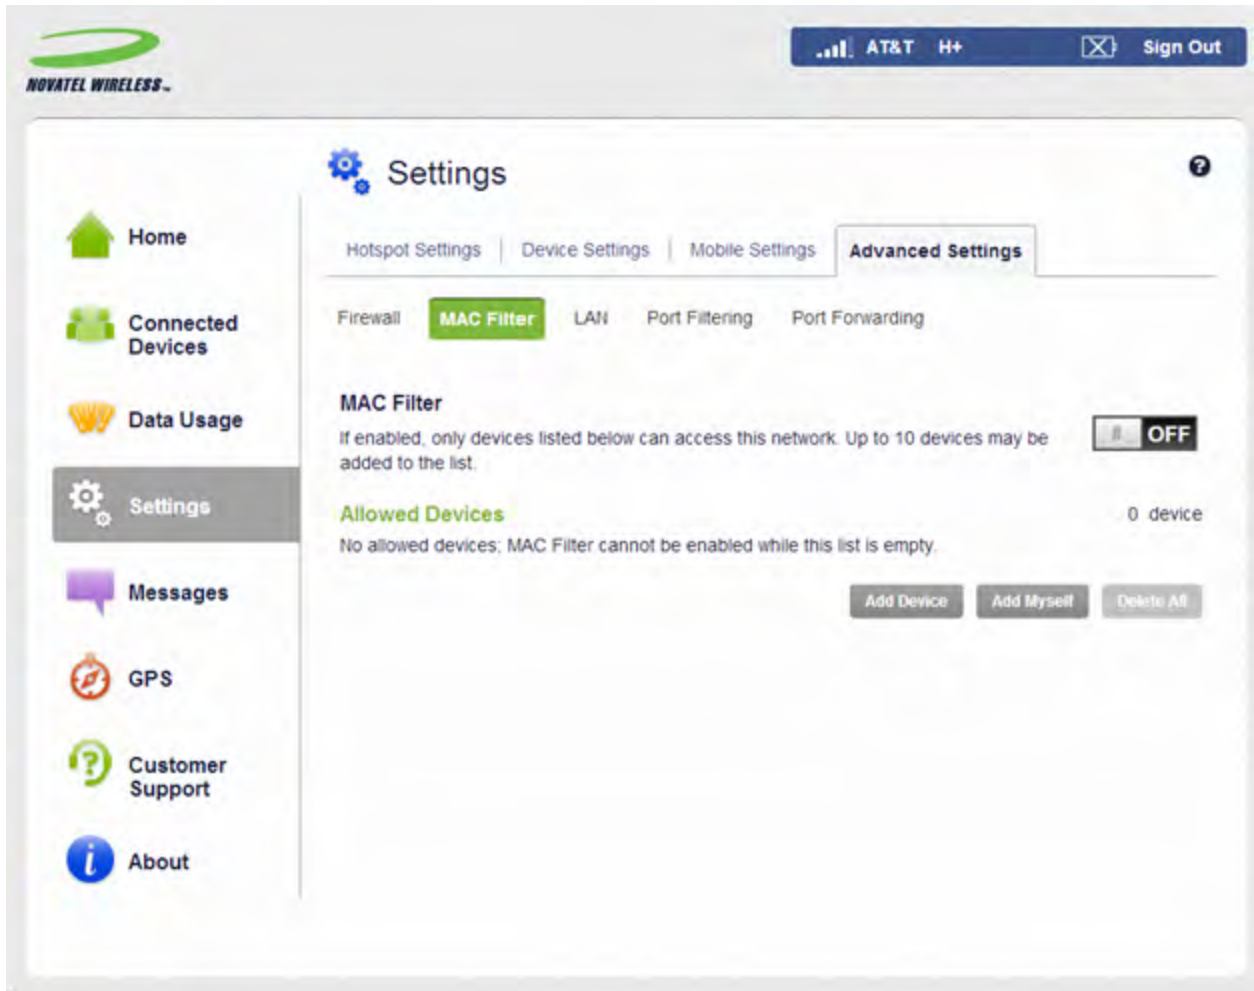 NOVATEL WIRELESS™
AT&T H+ Sign Out
Settings
Home
Connected
Devices
Data Usage
Settings
Messages
GPS
Customer
Support
About
Hotspot Settings Device Settings Mobile Settings Advanced Settings
Firewall MAC Filter LAN Port Filtering Port Forwarding
MAC Filter
If enabled, only devices listed below can access this network. Up to 10 devices may be
added to the list.
OFF
Allowed Devices 0 device
No allowed devices; MAC Filter cannot be enabled while this list is empty.
Add Device Add Myself Delete All